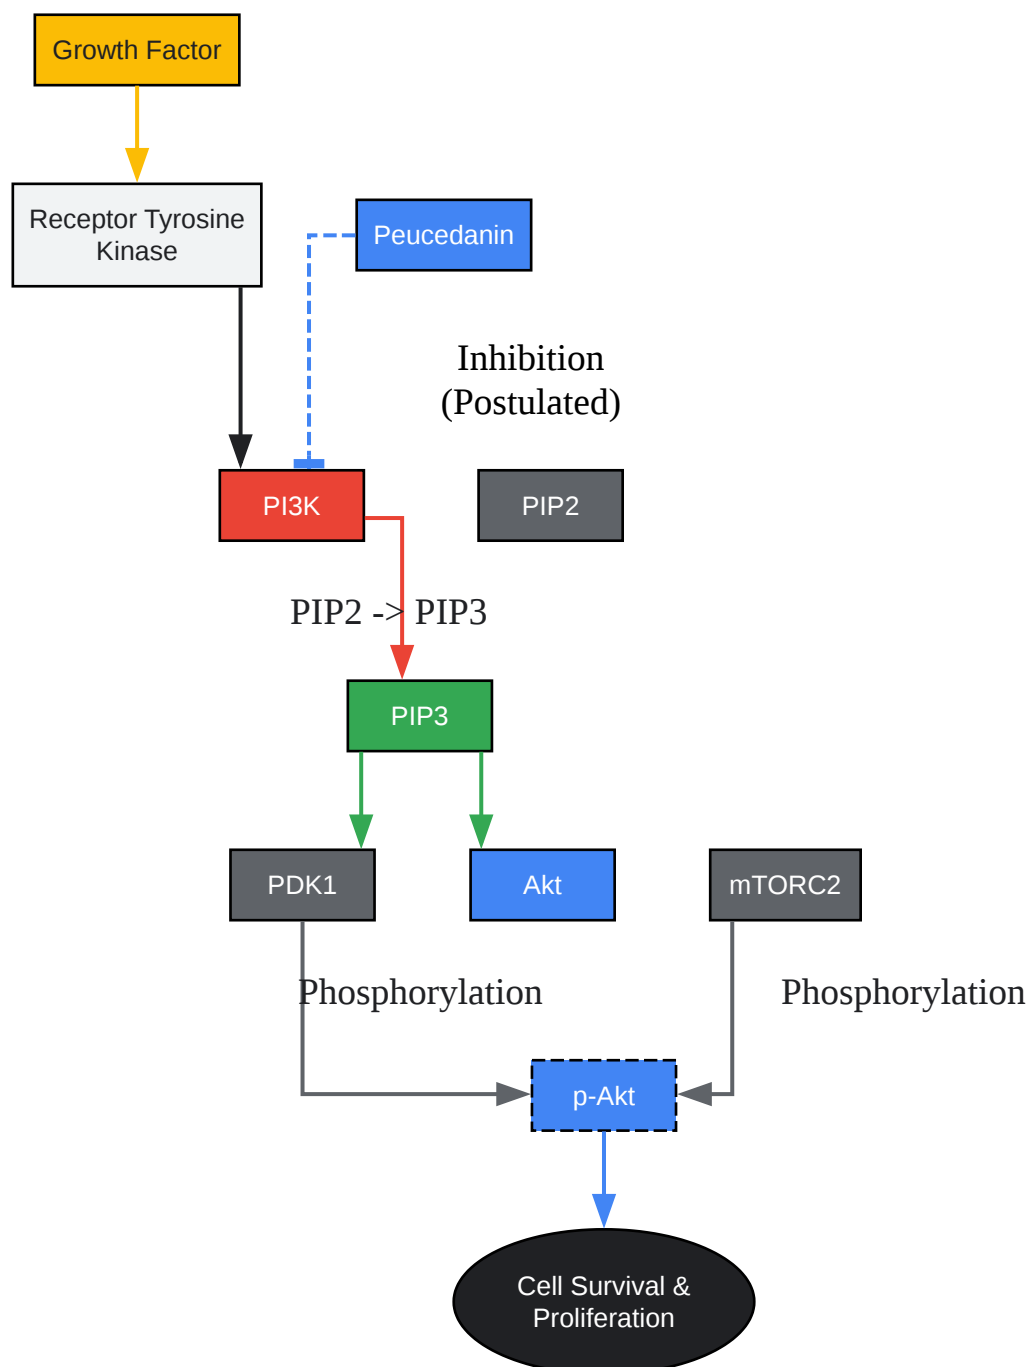 Growth Factor
Receptor Tyrosine
Kinase
Peucedanin
Inhibition
(Postulated)
PI3K
PIP2
PIP2 -> PIP3
PIP3
PDK1
Akt
mTORC2
Phosphorylation
Phosphorylation
p-Akt
Cell Survival &
Proliferation